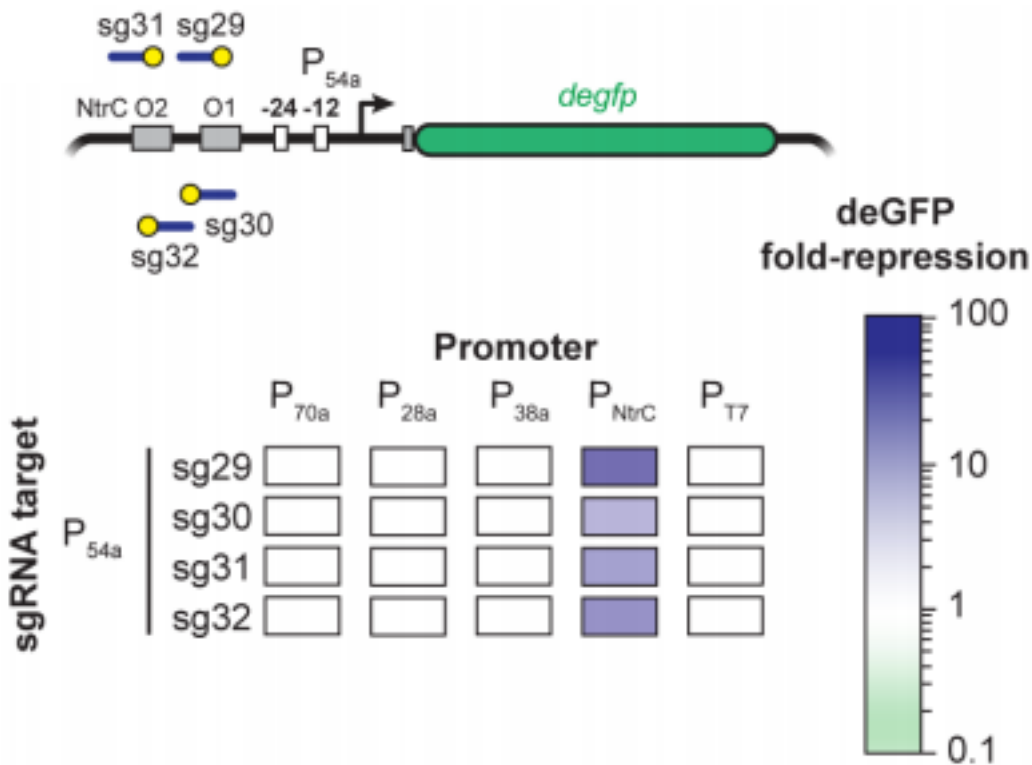 sg31 sg29
P54a
NtrC O2 O1 -24 -12 degfp
sg30
sg32
deGFP
fold-repression
100
10
1
0.1
Promoter
P70a P28a P38a PNtrC PT7
sgRNA target
P54a
sg29
sg30
sg31
sg32